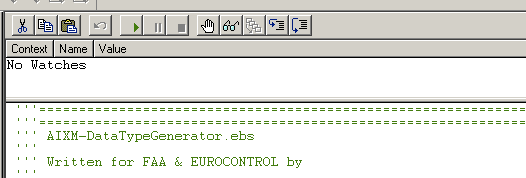 Context Name Value
No Watches
'''============================================================
'''============================================================
''' AIXM-DataTypeGenerator.ebs
'''
''' Written for FAA & EUROCONTROL by
'''